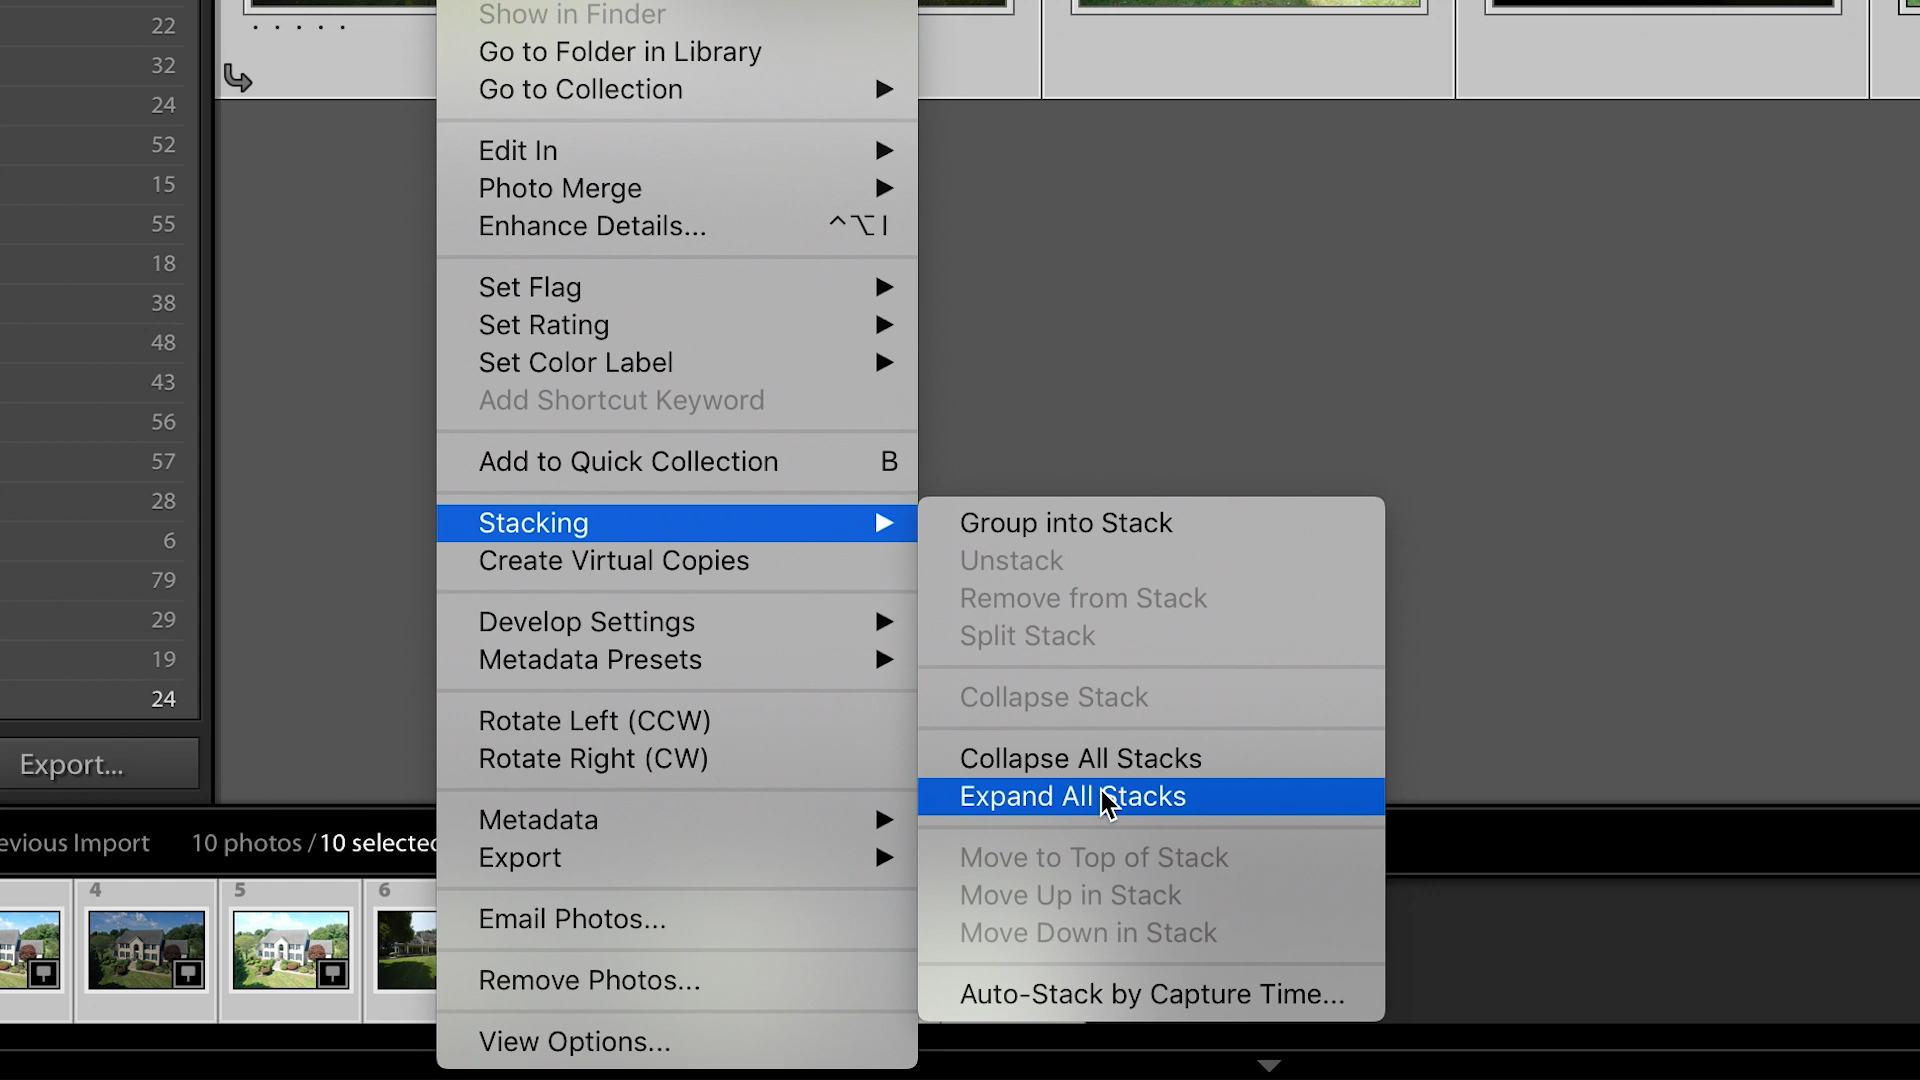 22
32
24
52
15
55
18
38
48
43
56
57
28
6
79
29
19
24
Export...
Show in Finder
Go to Folder in Library
Go to Collection
Edit In
Photo Merge
Enhance Details... ^⌥I
Set Flag
Set Rating
Set Color Label
Add Shortcut Keyword
Add to Quick Collection B
Stacking
Create Virtual Copies
Develop Settings
Metadata Presets
Rotate Left (CCW)
Rotate Right (CW)
Metadata
Export
Email Photos...
Remove Photos...
View Options...
Group into Stack
Unstack
Remove from Stack
Split Stack
Collapse Stack
Collapse All Stacks
Expand All Stacks
Move to Top of Stack
Move Up in Stack
Move Down in Stack
Auto-Stack by Capture Time...
evious Import 10 photos / 10 selected
4 5 6